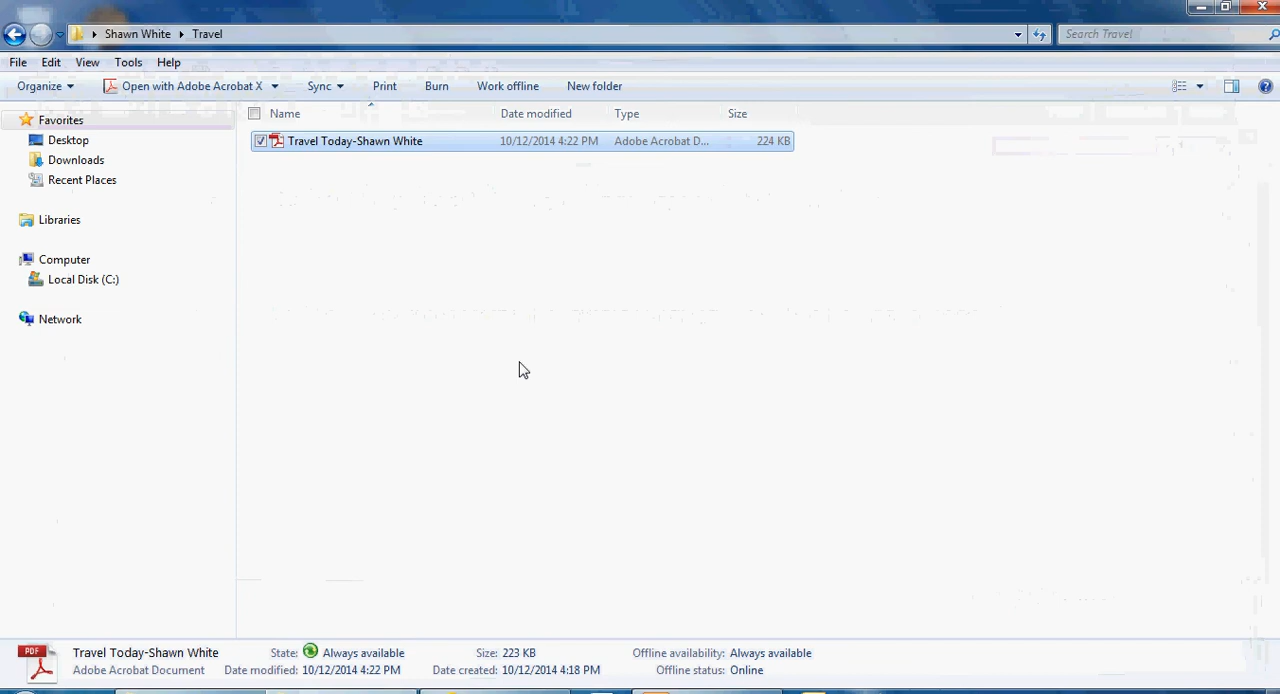 Shawn White Travel
Search Travel
File Edit View Tools Help
Organize Open with Adobe Acrobat X Sync Print Burn Work offline New folder
Name Date modified Type Size
Favorites
Travel Today-Shawn White 10/12/2014 4:22 PM Adobe Acrobat D... 224 KB
Desktop
Downloads
Recent Places
Libraries
Computer
Local Disk (C:)
Network
PDF
Travel Today-Shawn White State: Always available Size: 223 KB Offline availability: Always available
Adobe Acrobat Document Date modified: 10/12/2014 4:22 PM Date created: 10/12/2014 4:18 PM Offline status: Online